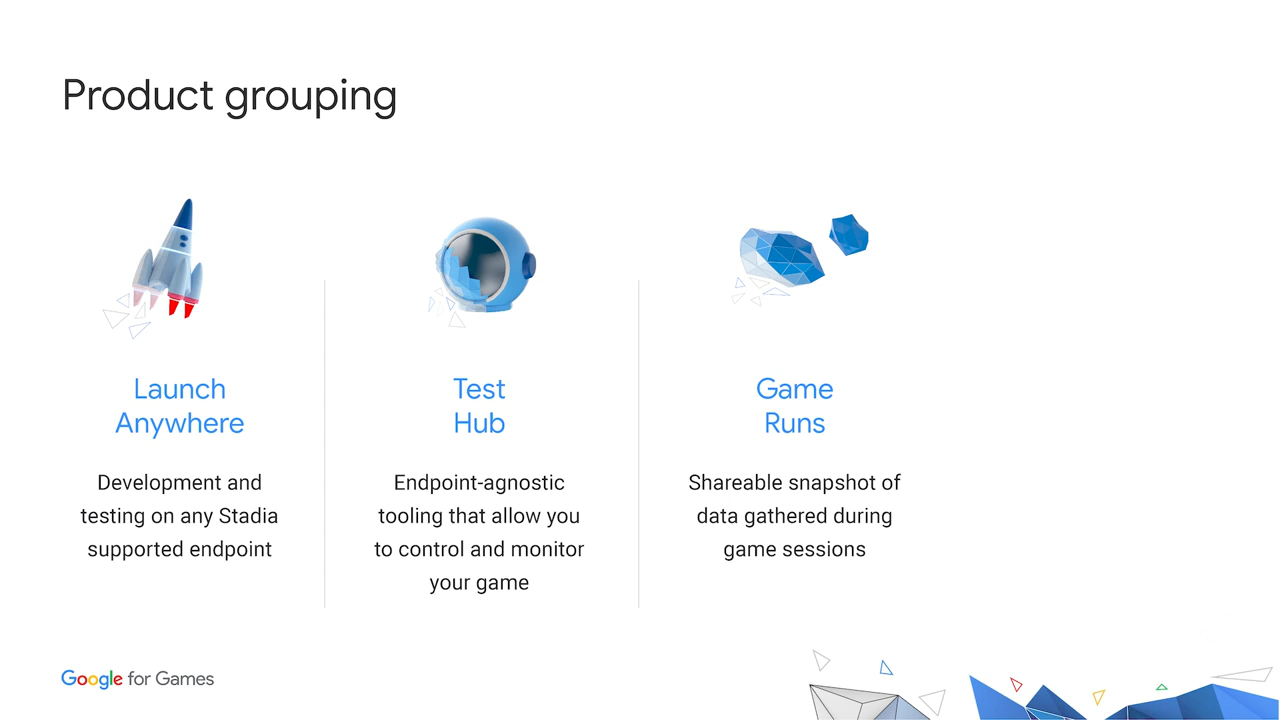 Product grouping
Launch
Anywhere
Development and
testing on any Stadia
supported endpoint
Test
Hub
Endpoint-agnostic
tooling that allow you
to control and monitor
your game
Game
Runs
Shareable snapshot of
data gathered during
game sessions
Google for Games